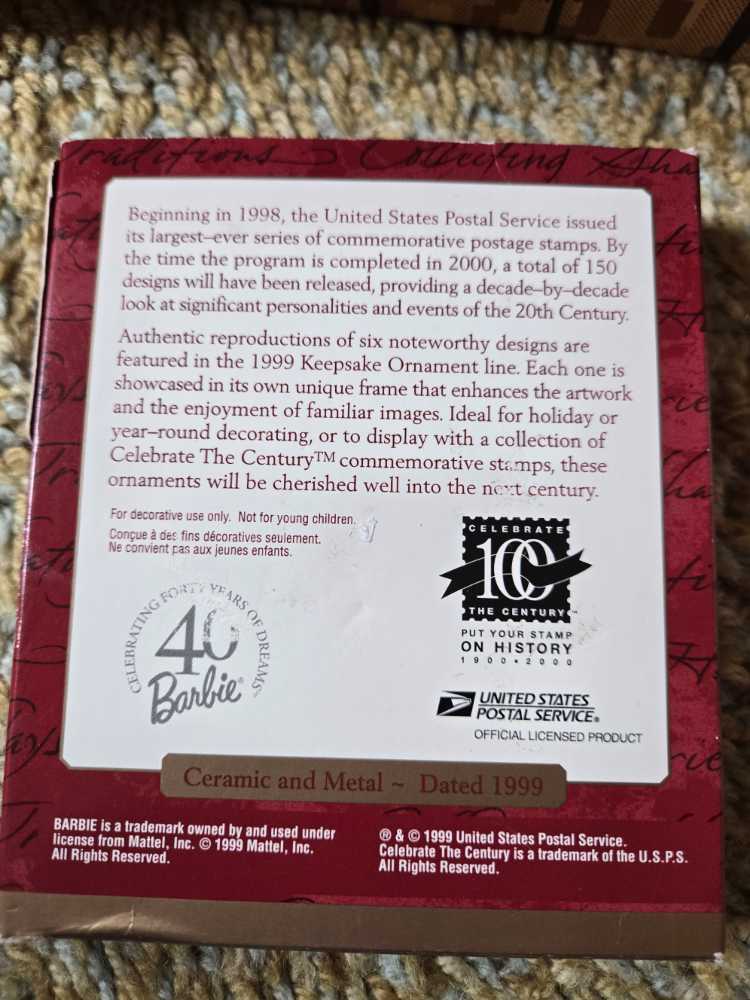 Traditions Collecting Sha
Beginning in 1998, the United States Postal Service issued
its largest–ever series of commemorative postage stamps. By
the time the program is completed in 2000, a total of 150
designs will have been released, providing a decade–by–decade
look at significant personalities and events of the 20th Century.
Authentic reproductions of six noteworthy designs are
featured in the 1999 Keepsake Ornament line. Each one is
showcased in its own unique frame that enhances the artwork
and the enjoyment of familiar images. Ideal for holiday or
year–round decorating, or to display with a collection of
Celebrate The Century™ commemorative stamps, these
ornaments will be cherished well into the next century.
For decorative use only. Not for young children.
Conçue à des fins décoratives seulement.
Ne convient pas aux jeunes enfants.
CELEBRATING FORTY YEARS OF DREAMS
40
Barbie®
CELEBRATE
100
THE CENTURY™
PUT YOUR STAMP
ON HISTORY
1900•2000
UNITED STATES
POSTAL SERVICE®
OFFICIAL LICENSED PRODUCT
Ceramic and Metal ~ Dated 1999
BARBIE is a trademark owned by and used under
license from Mattel, Inc. © 1999 Mattel, Inc.
All Rights Reserved.
® & © 1999 United States Postal Service.
Celebrate The Century is a trademark of the U.S.P.S.
All Rights Reserved.